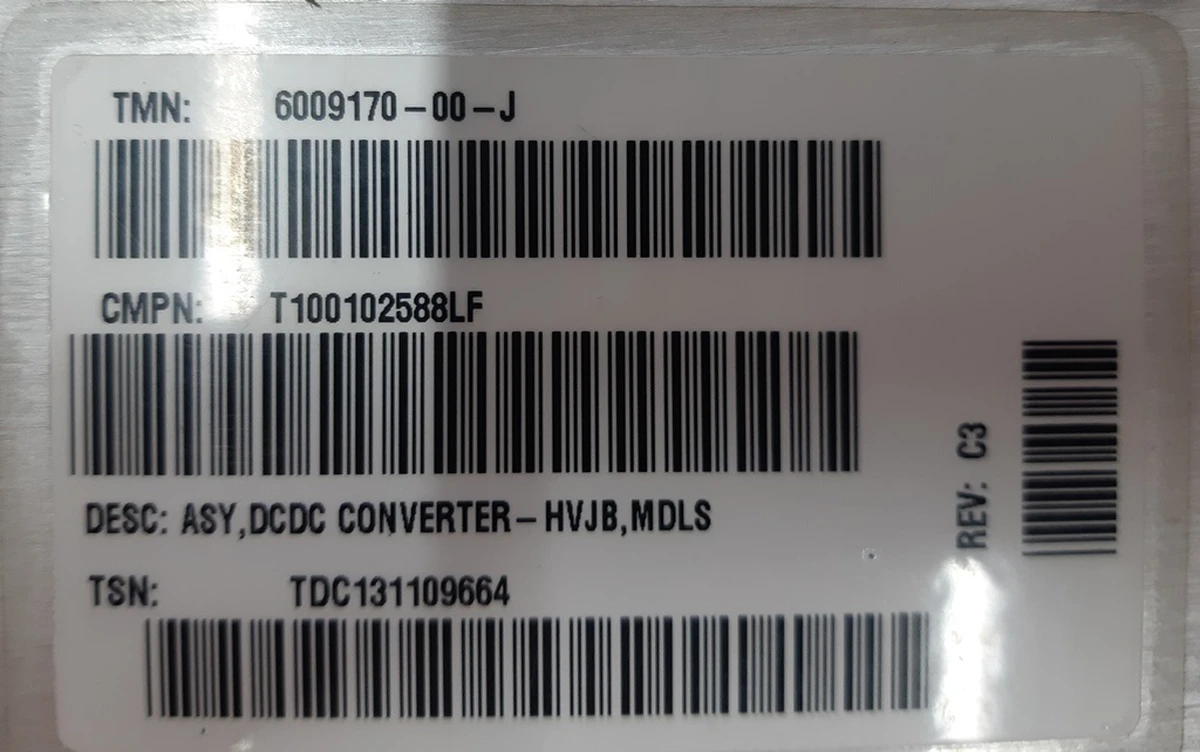 TMN: 6009170-00-J
CMPN: T100102588LF
DESC: ASY,DCDC CONVERTER-HVJB,MDLS
TSN: TDC131109664
REV: C3